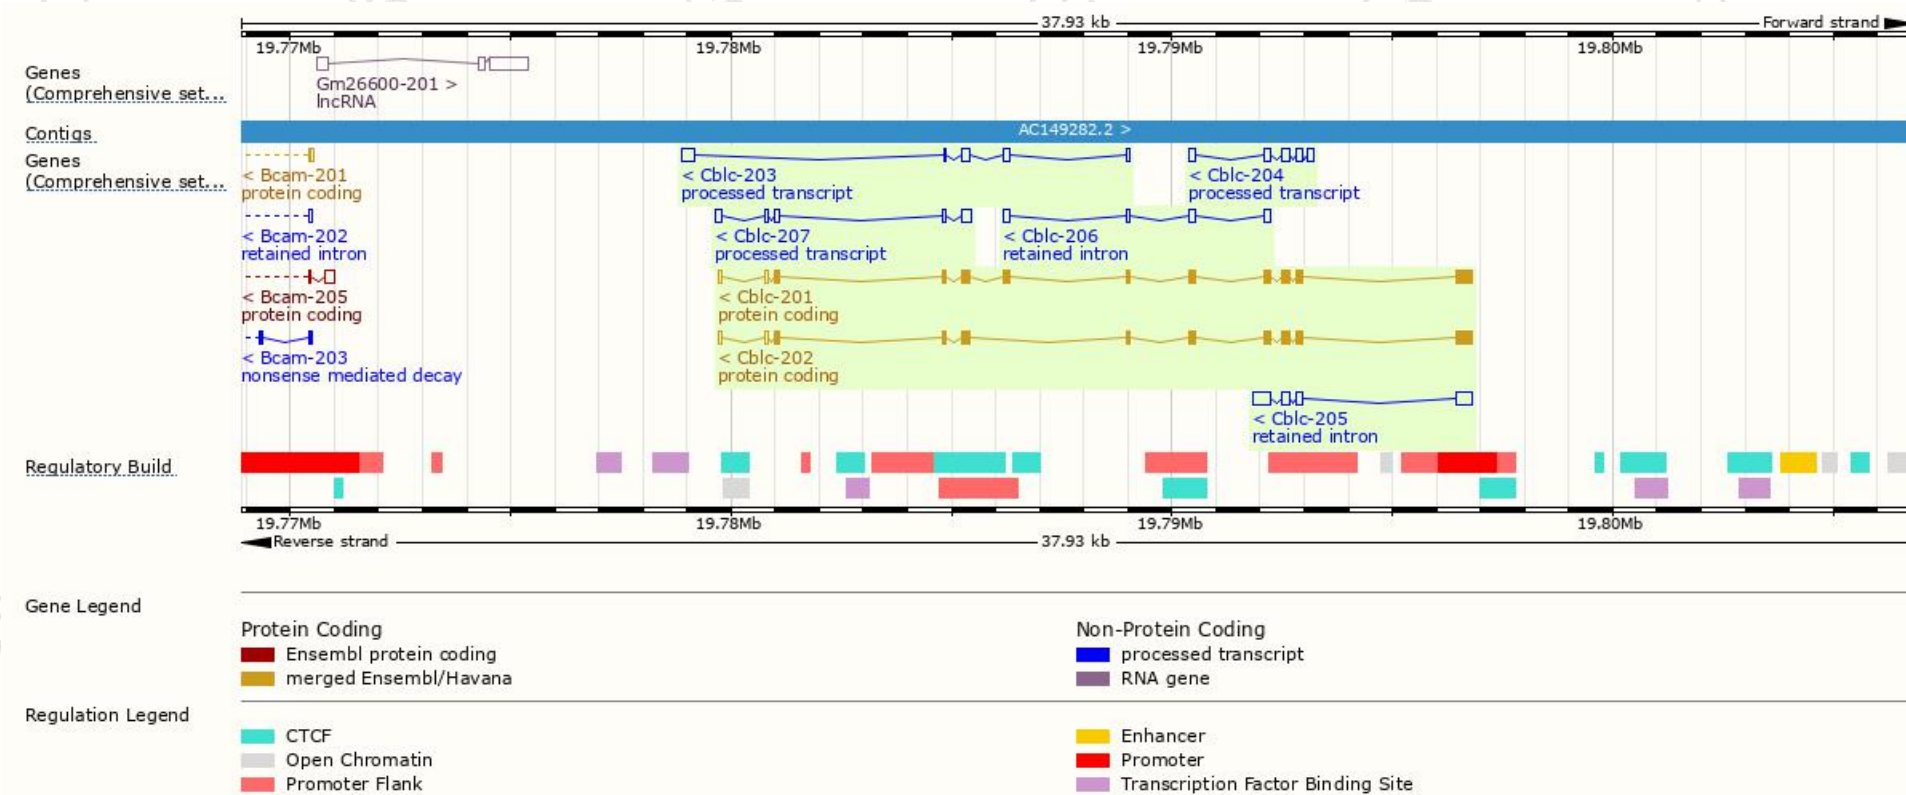 37.93 kb
Forward strand
19.77Mb 19.78Mb 19.79Mb 19.80Mb
Genes
(Comprehensive set...
Gm26600-201 >
lncRNA
Contigs
AC149282.2 >
Genes
(Comprehensive set...
< Bcam-201
protein coding
< Cblc-203
processed transcript
< Cblc-204
processed transcript
< Bcam-202
retained intron
< Cblc-207
processed transcript
< Cblc-206
retained intron
< Bcam-205
protein coding
< Cblc-201
protein coding
< Bcam-203
nonsense mediated decay
< Cblc-202
protein coding
< Cblc-205
retained intron
Regulatory Build
19.77Mb 19.78Mb 19.79Mb 19.80Mb
Reverse strand
37.93 kb
Gene Legend
Protein Coding
Ensembl protein coding
merged Ensembl/Havana
Non-Protein Coding
processed transcript
RNA gene
Regulation Legend
CTCF
Open Chromatin
Promoter Flank
Enhancer
Promoter
Transcription Factor Binding Site